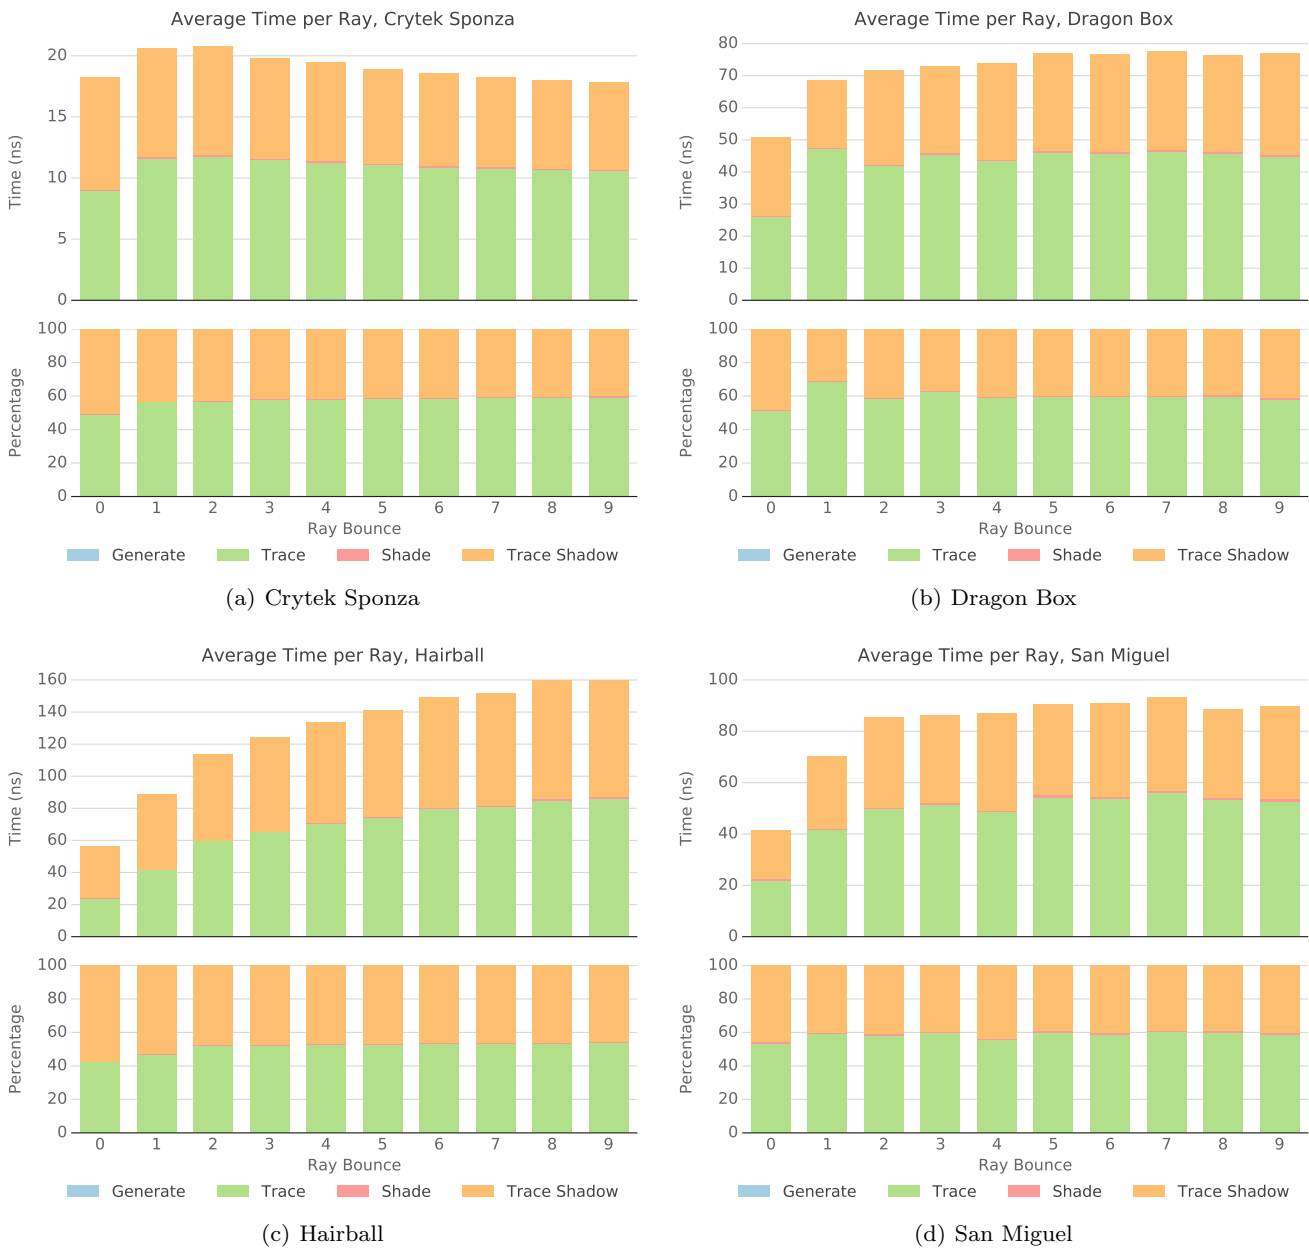 Average Time per Ray, Crytek Sponza
Time (ns)
20
15
10
5
0
Percentage
100
80
60
40
20
0
0 1 2 3 4 5 6 7 8 9
Ray Bounce
Generate Trace Shade Trace Shadow
(a) Crytek Sponza
Average Time per Ray, Dragon Box
Time (ns)
80
70
60
50
40
30
20
10
0
Percentage
100
80
60
40
20
0
0 1 2 3 4 5 6 7 8 9
Ray Bounce
Generate Trace Shade Trace Shadow
(b) Dragon Box
Average Time per Ray, Hairball
Time (ns)
160
140
120
100
80
60
40
20
0
Percentage
100
80
60
40
20
0
0 1 2 3 4 5 6 7 8 9
Ray Bounce
Generate Trace Shade Trace Shadow
(c) Hairball
Average Time per Ray, San Miguel
Time (ns)
100
80
60
40
20
0
Percentage
100
80
60
40
20
0
0 1 2 3 4 5 6 7 8 9
Ray Bounce
Generate Trace Shade Trace Shadow
(d) San Miguel